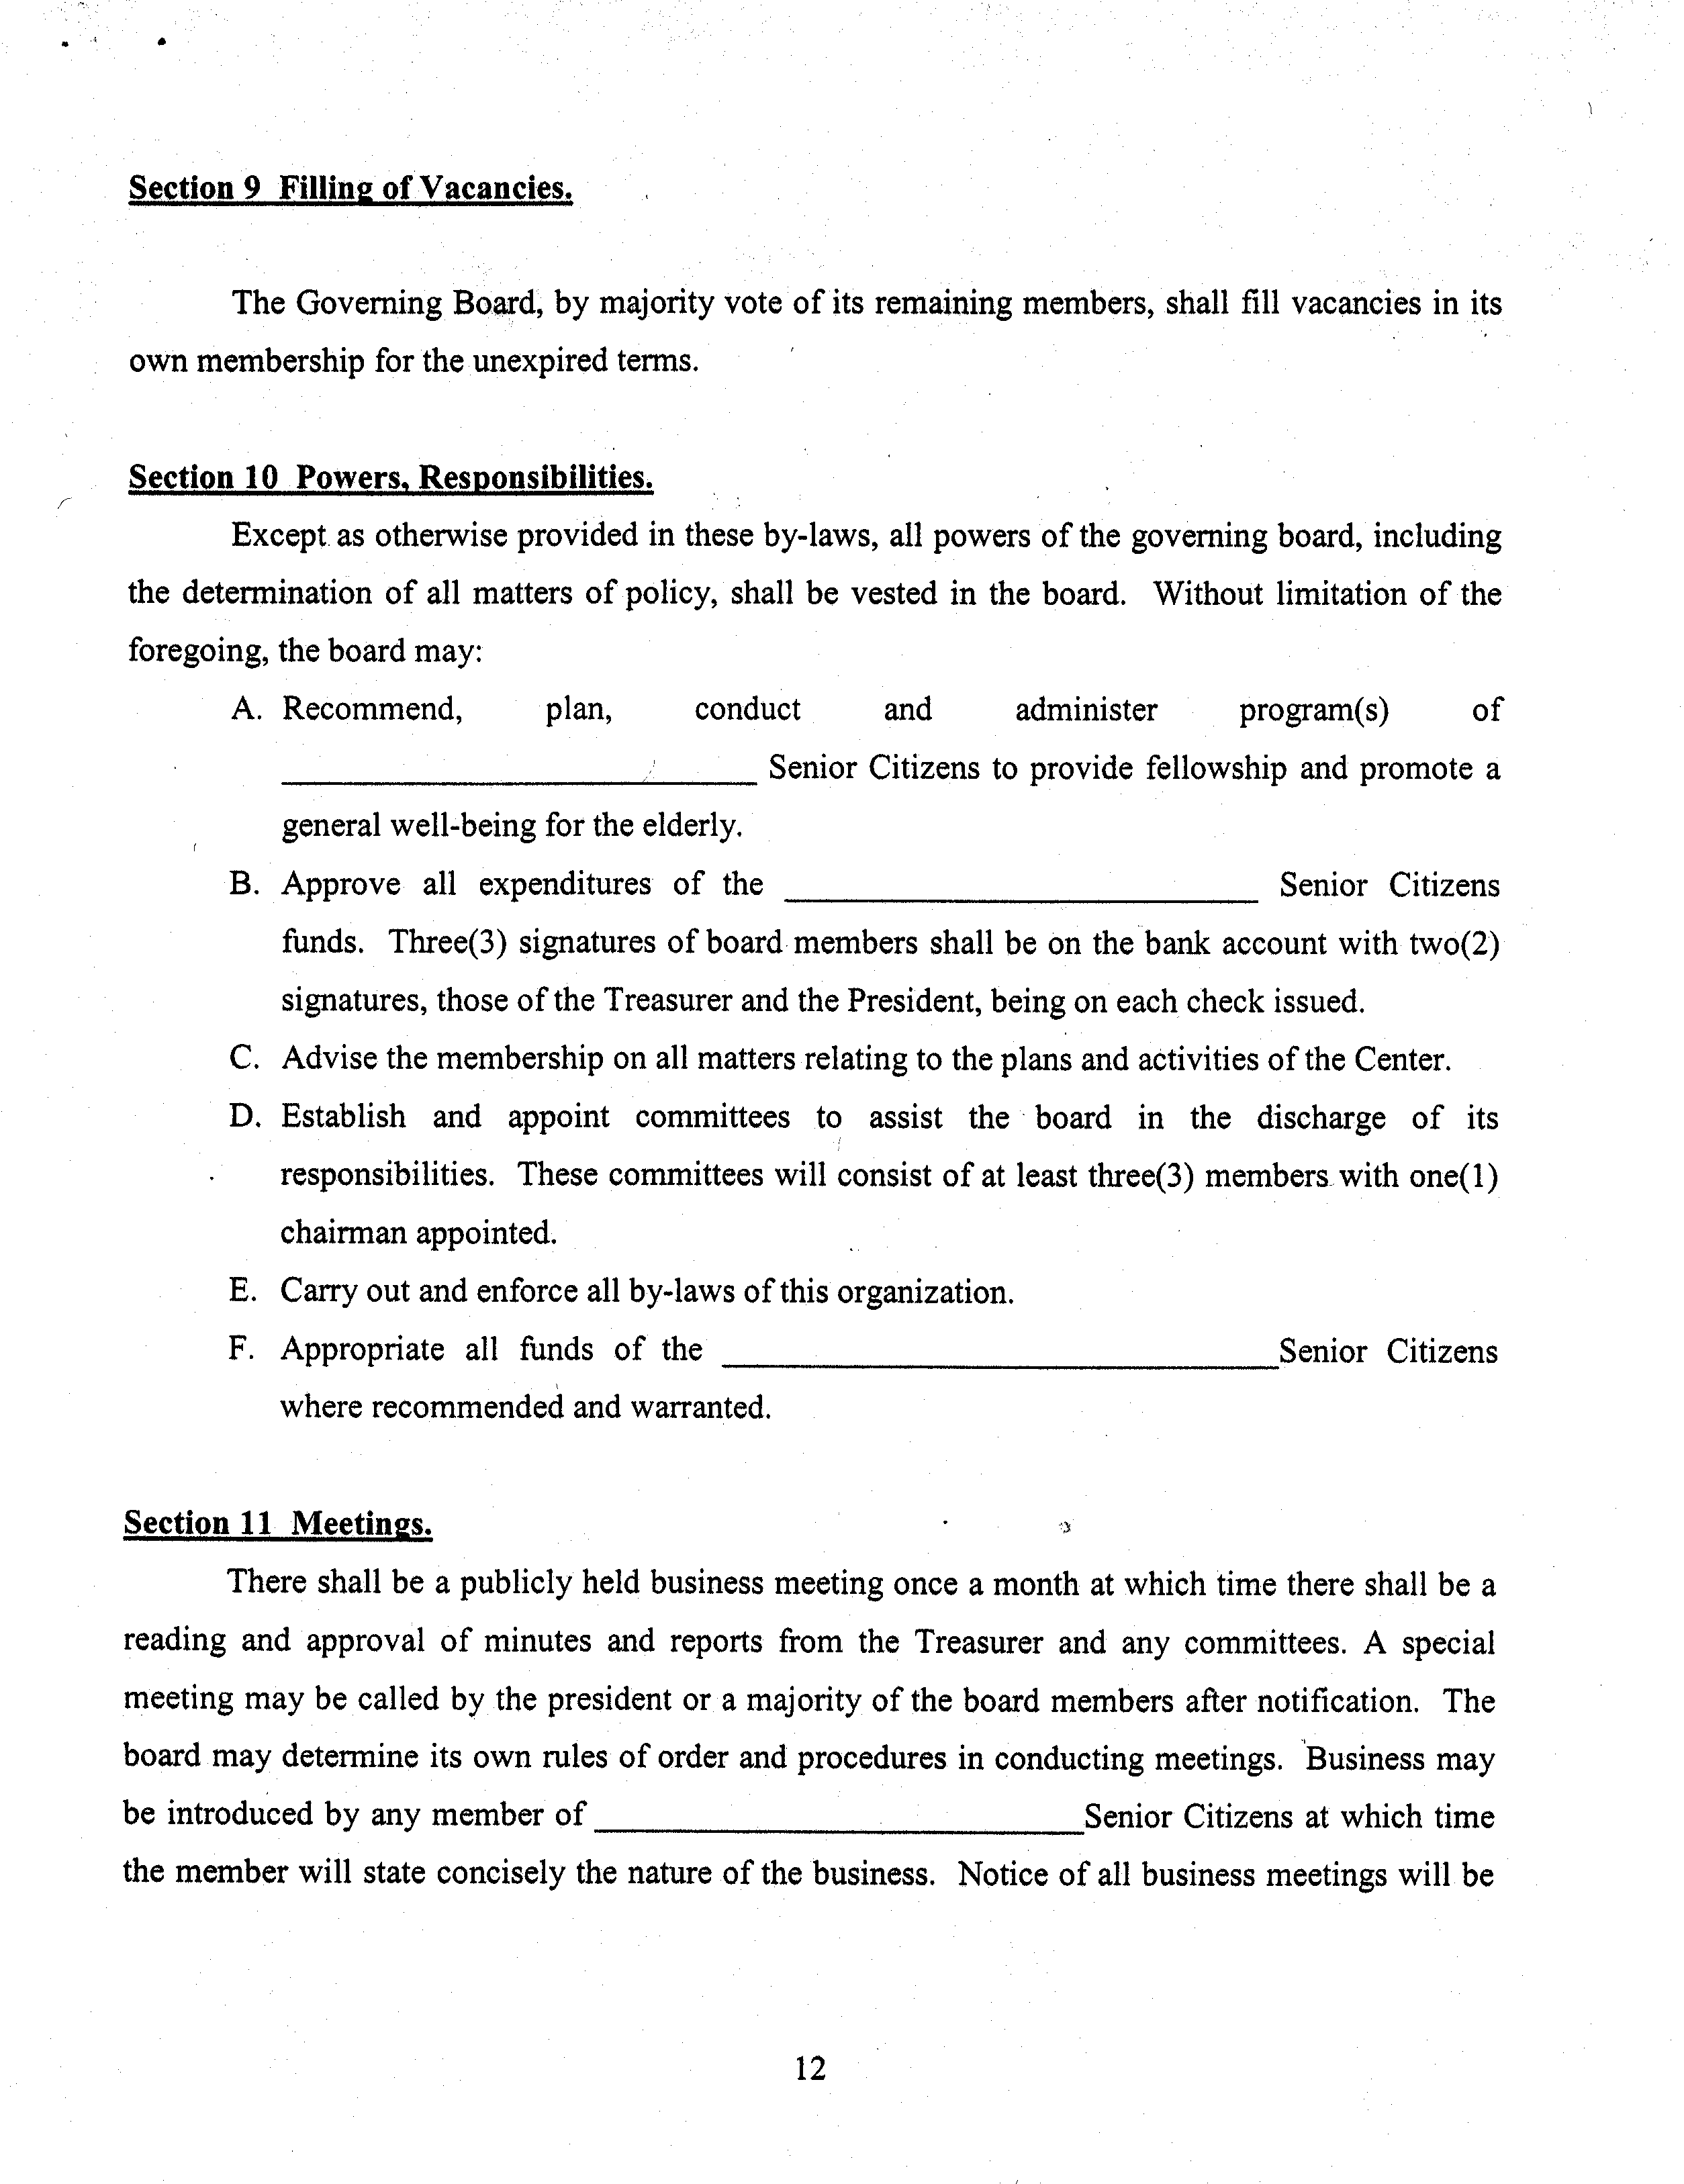 Section 9  Filling of Vacancies.
The Governing Board, by majority vote of its remaining members, shall fill vacancies in its
own membership for the unexpired terms.
Section 10  Powers, Responsibilities.
Except as otherwise provided in these by-laws, all powers of the governing board, including
the determination of all matters of policy, shall be vested in the board.  Without limitation of the
foregoing, the board may:
A. Recommend, plan, conduct and administer program(s) of
______________________________ Senior Citizens to provide fellowship and promote a
general well-being for the elderly.
B. Approve all expenditures of the ______________________________ Senior Citizens
funds.  Three(3) signatures of board members shall be on the bank account with two(2)
signatures, those of the Treasurer and the President, being on each check issued.
C. Advise the membership on all matters relating to the plans and activities of the Center.
D. Establish and appoint committees to assist the board in the discharge of its
responsibilities.  These committees will consist of at least three(3) members with one(1)
chairman appointed.
E. Carry out and enforce all by-laws of this organization.
F. Appropriate all funds of the ___________________________________Senior Citizens
where recommended and warranted.
Section 11  Meetings.
There shall be a publicly held business meeting once a month at which time there shall be a
reading and approval of minutes and reports from the Treasurer and any committees. A special
meeting may be called by the president or a majority of the board members after notification.  The
board may determine its own rules of order and procedures in conducting meetings.  Business may
be introduced by any member of _______________________________Senior Citizens at which time
the member will state concisely the nature of the business.  Notice of all business meetings will be
12